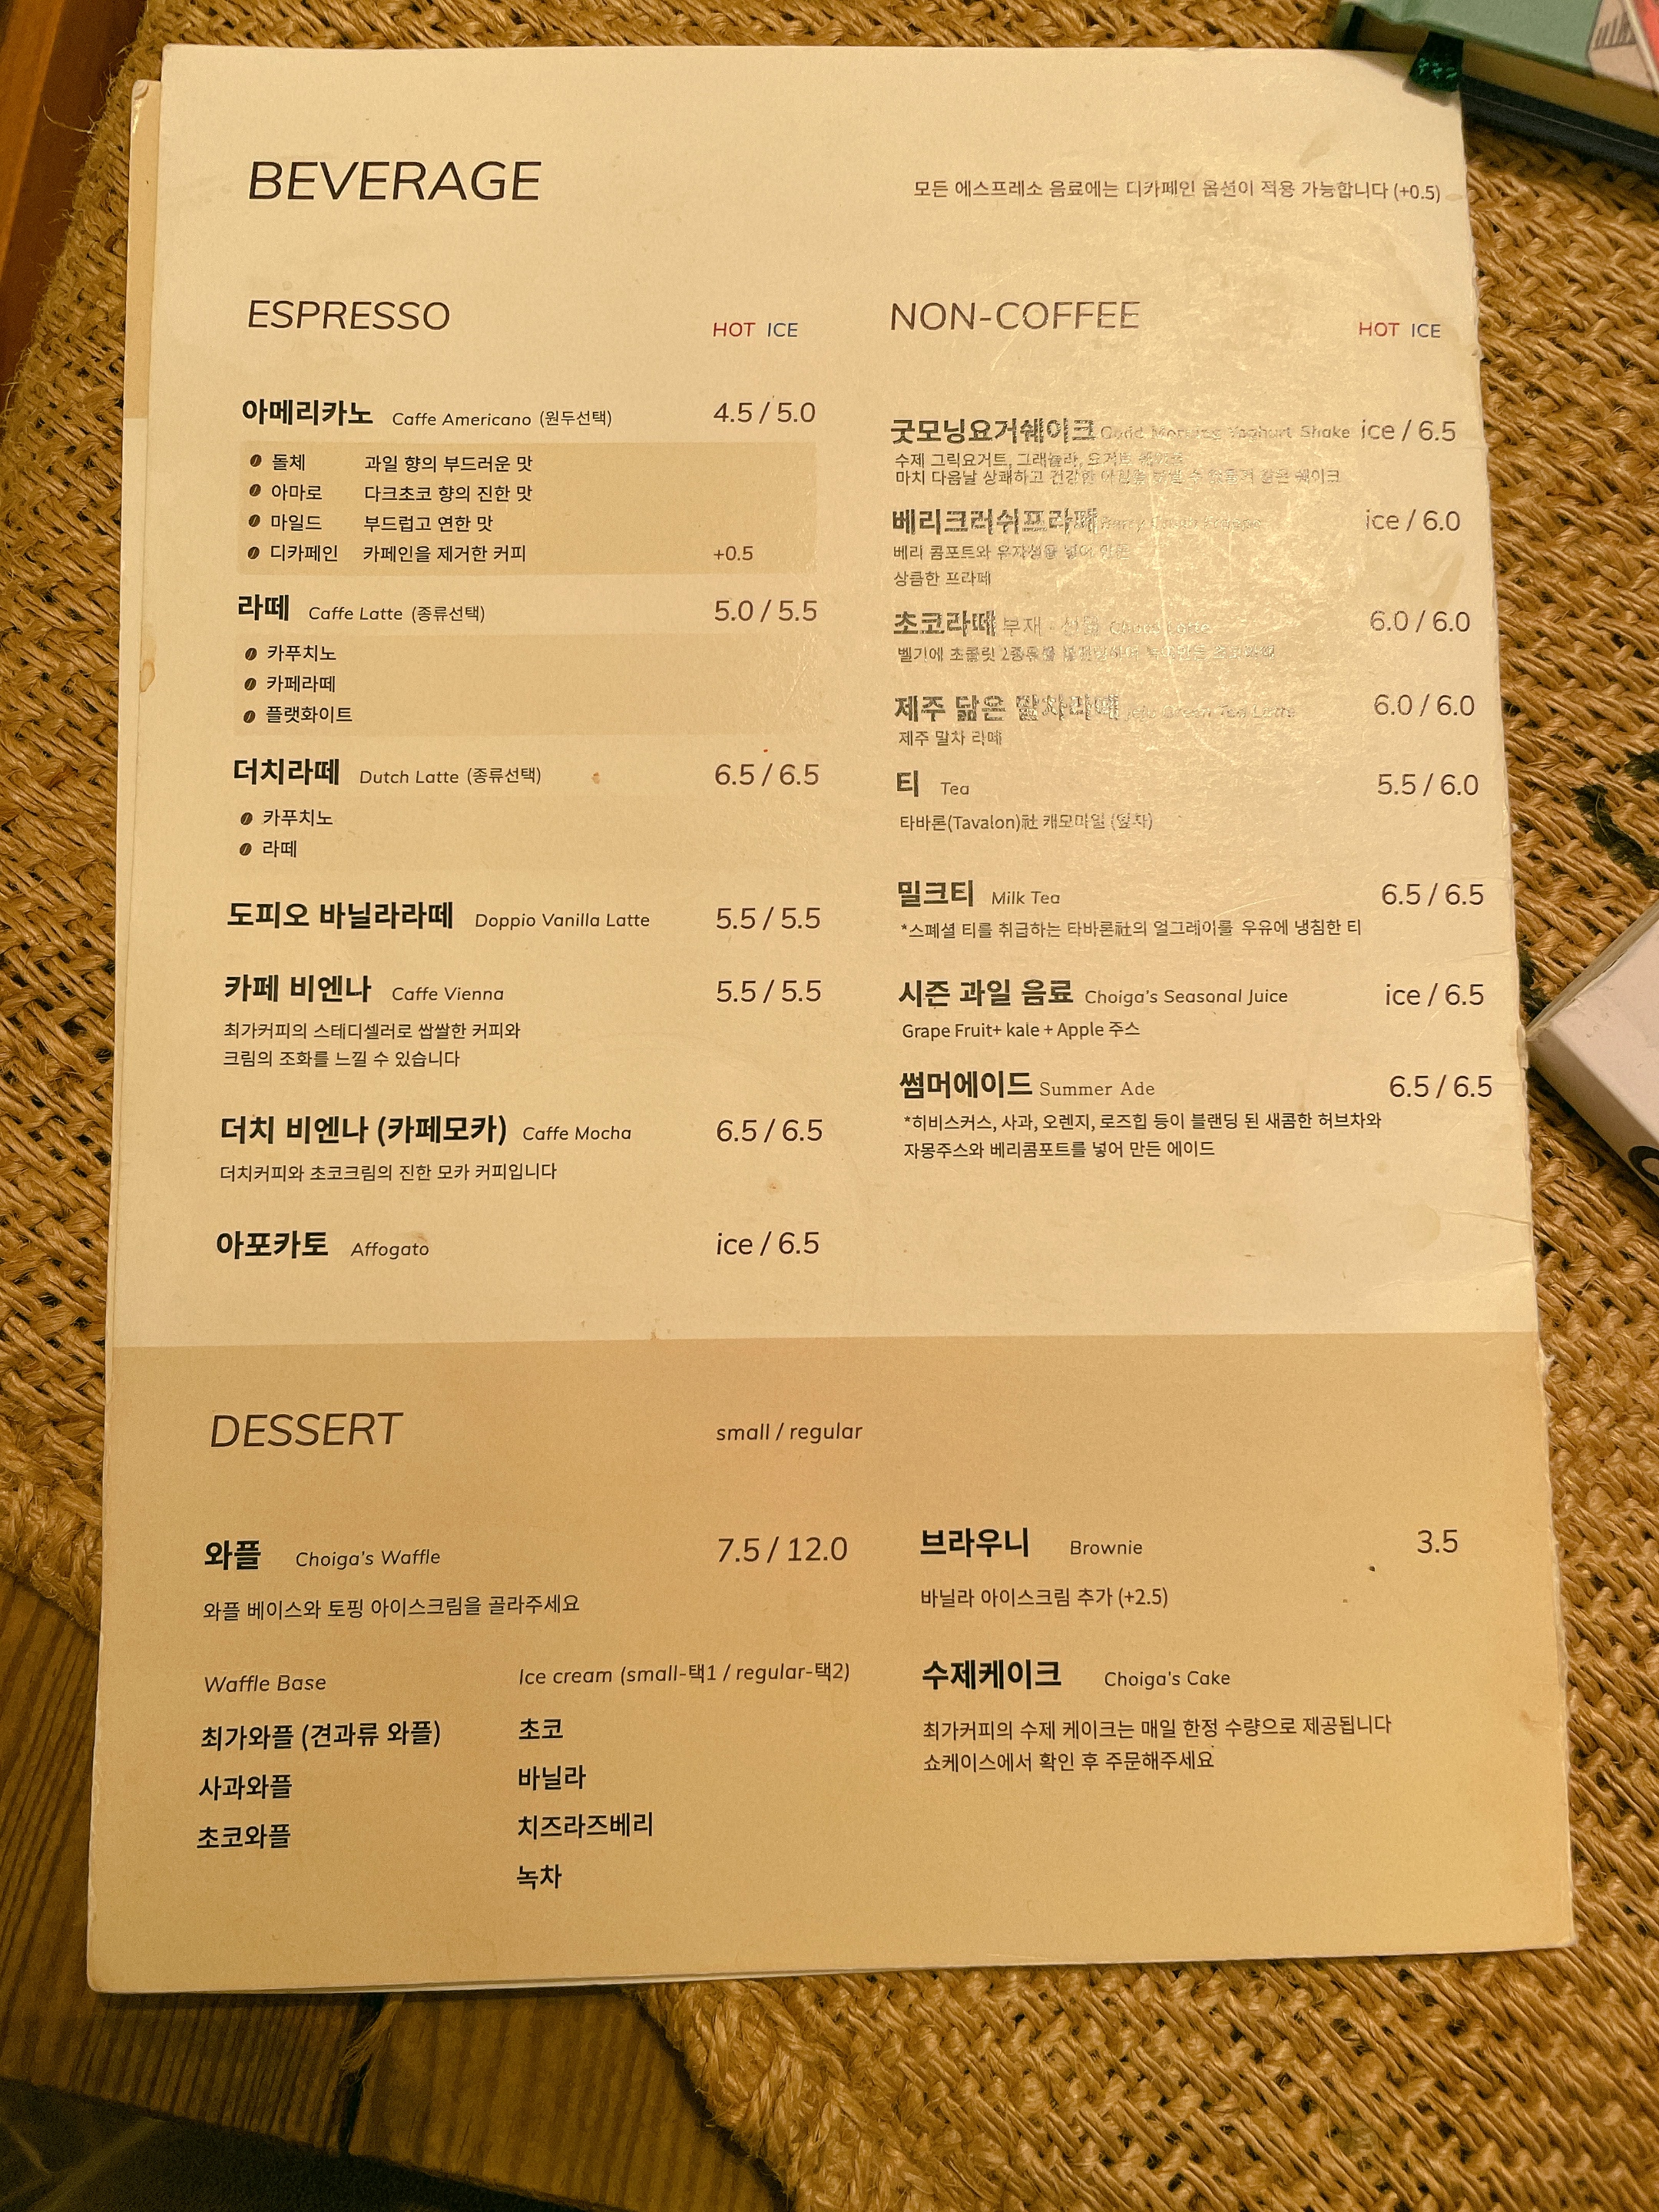 BEVERAGE
모든 에스프레소 음료에는 디카페인 옵션이 적용 가능합니다 (+0.5)
ESPRESSO
HOT ICE
아메리카노 Caffe Americano (원두선택) 4.5 / 5.0
돌체 과일 향의 부드러운 맛
아마로 다크초코 향의 진한 맛
마일드 부드럽고 연한 맛
디카페인 카페인을 제거한 커피 +0.5
라떼 Caffe Latte (종류선택) 5.0 / 5.5
카푸치노
카페라떼
플랫화이트
더치라떼 Dutch Latte (종류선택) 6.5 / 6.5
카푸치노
라떼
도피오 바닐라라떼 Doppio Vanilla Latte 5.5 / 5.5
카페 비엔나 Caffe Vienna 5.5 / 5.5
최가커피의 스테디셀러로 쌉쌀한 커피와
크림의 조화를 느낄 수 있습니다
더치 비엔나 (카페모카) Caffe Mocha 6.5 / 6.5
더치커피와 초코크림의 진한 모카 커피입니다
아포카토 Affogato ice / 6.5
NON-COFFEE
HOT ICE
굿모닝요거쉐이크 Good Morning Yoghurt Shake ice / 6.5
수제 그릭요거트, 그래놀라,
마치 다음날 상쾌하고 건강한 쉐이크
베리크러쉬프라페 ice / 6.0
베리 콤포트와
상큼한 프라페
초코라떼 Choco Latte 6.0 / 6.0
벨기에 초콜릿
제주 닮은 말차라떼 Jeju Green Tea Latte 6.0 / 6.0
제주 말차 라떼
티 Tea 5.5 / 6.0
타바론(Tavalon)社 캐모마일 (잎차)
밀크티 Milk Tea 6.5 / 6.5
*스페셜 티를 취급하는 타바론社의 얼그레이를 우유에 냉침한 티
시즌 과일 음료 Choiga's Seasonal Juice ice / 6.5
Grape Fruit+ kale + Apple 주스
썸머에이드 Summer Ade 6.5 / 6.5
*히비스커스, 사과, 오렌지, 로즈힙 등이 블랜딩 된 새콤한 허브차와
자몽주스와 베리콤포트를 넣어 만든 에이드
DESSERT
small / regular
와플 Choiga's Waffle 7.5 / 12.0
와플 베이스와 토핑 아이스크림을 골라주세요
Waffle Base
최가와플 (견과류 와플)
사과와플
초코와플
Ice cream (small-택1 / regular-택2)
초코
바닐라
치즈라즈베리
녹차
브라우니 Brownie 3.5
바닐라 아이스크림 추가 (+2.5)
수제케이크 Choiga's Cake
최가커피의 수제 케이크는 매일 한정 수량으로 제공됩니다
쇼케이스에서 확인 후 주문해주세요